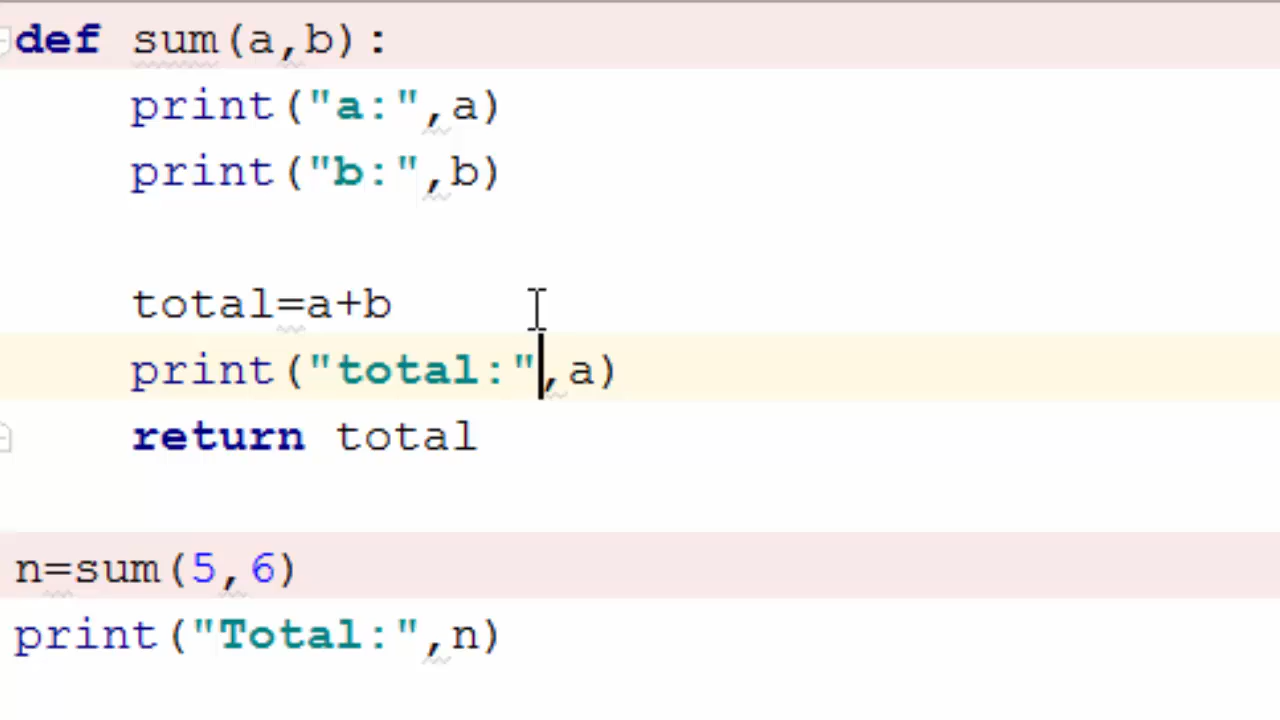 def sum(a,b):
    print("a:",a)
    print("b:",b)

    total=a+b
    print("total:",a)
    return total

n=sum(5,6)
print("Total:",n)